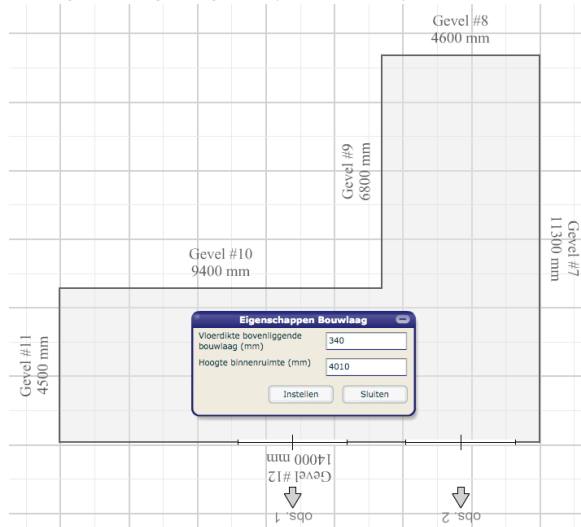 Gevel #8
4600 mm
Gevel #9
6800 mm
Gevel #7
11300 mm
Gevel #10
9400 mm
Eigenschappen Bouwlaag
Vloerdikte bovenliggende
bouwlaag (mm)
340
Hoogte binnenruimte (mm)
4010
Instellen
Sluiten
Gevel #11
4500 mm
Gevel #12
14000
mm
obs. 1
obs. 2